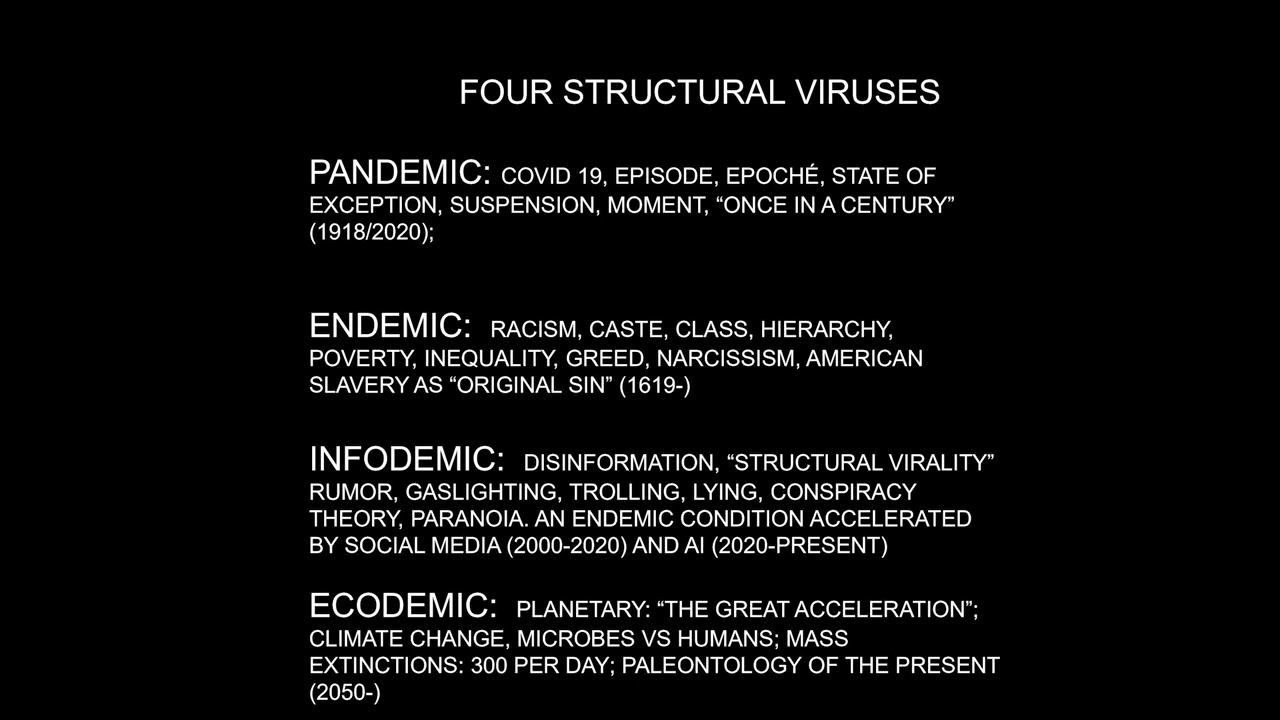 FOUR STRUCTURAL VIRUSES
PANDEMIC: COVID 19, EPISODE, EPOCHÉ, STATE OF
EXCEPTION, SUSPENSION, MOMENT, “ONCE IN A CENTURY”
(1918/2020);
ENDEMIC: RACISM, CASTE, CLASS, HIERARCHY,
POVERTY, INEQUALITY, GREED, NARCISSISM, AMERICAN
SLAVERY AS “ORIGINAL SIN” (1619-)
INFODEMIC: DISINFORMATION, “STRUCTURAL VIRALITY”
RUMOR, GASLIGHTING, TROLLING, LYING, CONSPIRACY
THEORY, PARANOIA. AN ENDEMIC CONDITION ACCELERATED
BY SOCIAL MEDIA (2000-2020) AND AI (2020-PRESENT)
ECODEMIC: PLANETARY: “THE GREAT ACCELERATION”;
CLIMATE CHANGE, MICROBES VS HUMANS; MASS
EXTINCTIONS: 300 PER DAY; PALEONTOLOGY OF THE PRESENT
(2050-)